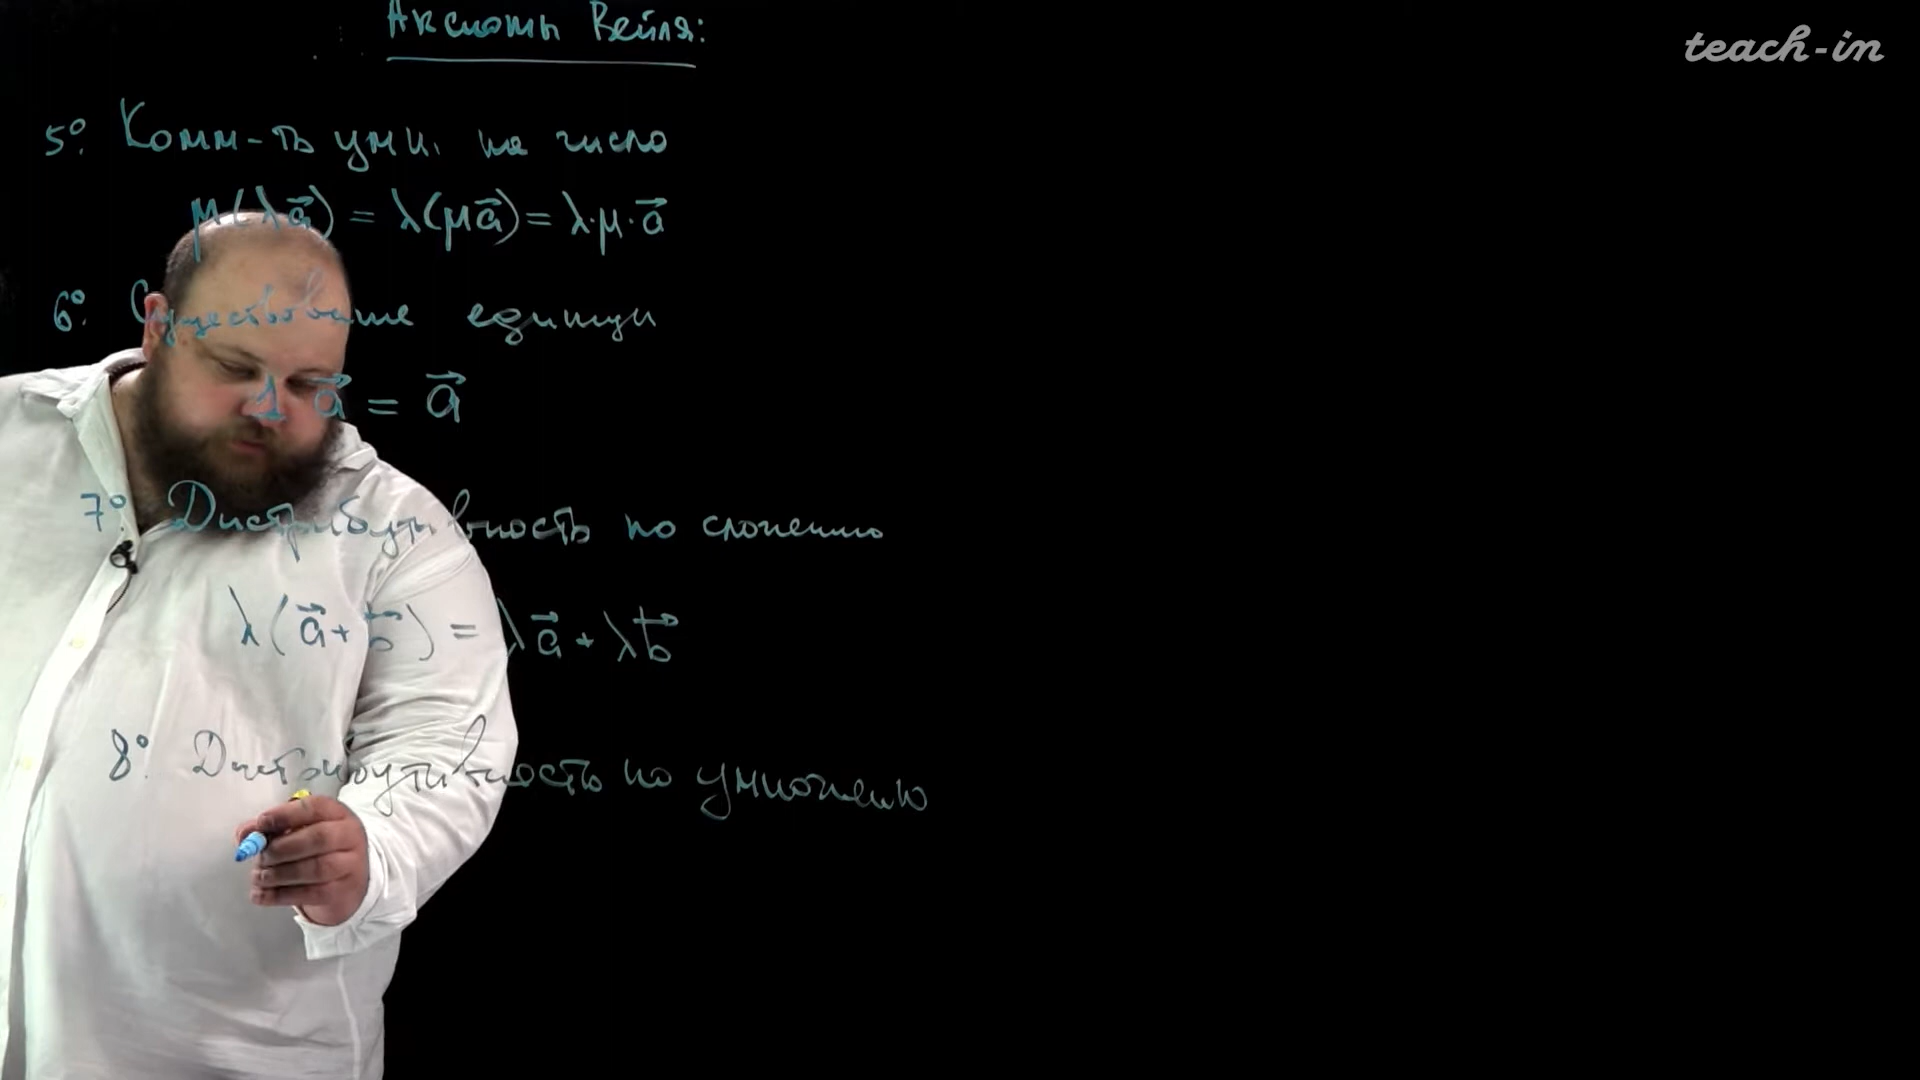 teach-in
Аксиомы Вейля:
5°. Комм-ть умн. на число
μ(λa⃗) = λ(μa⃗) = λ·μ·a⃗
6°. Существование единицы
1 a⃗ = a⃗
7°. Дистрибутивность по сложению
λ(a⃗ + b⃗) = λa⃗ + λb⃗
8°. Дистрибутивность по умножению